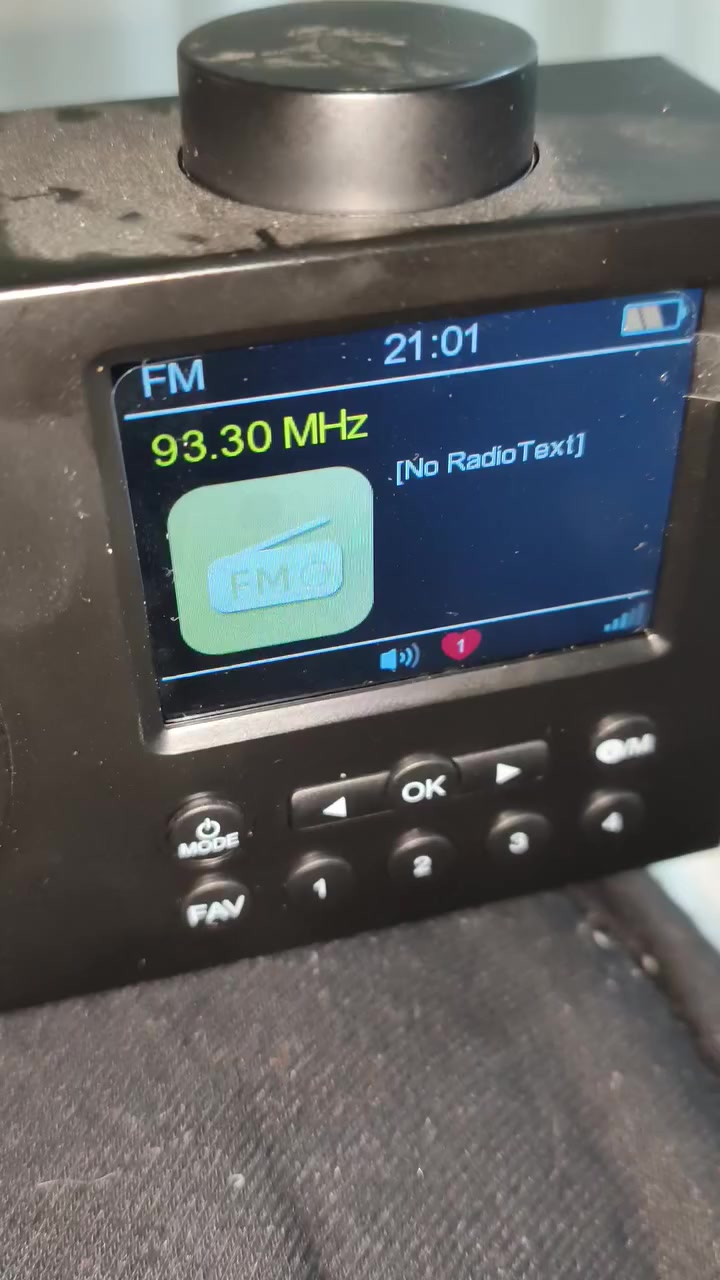 FM 21:01
93.30 MHz
[No RadioText]
FM
1
OK
MODE
FAV 1 2 3 4